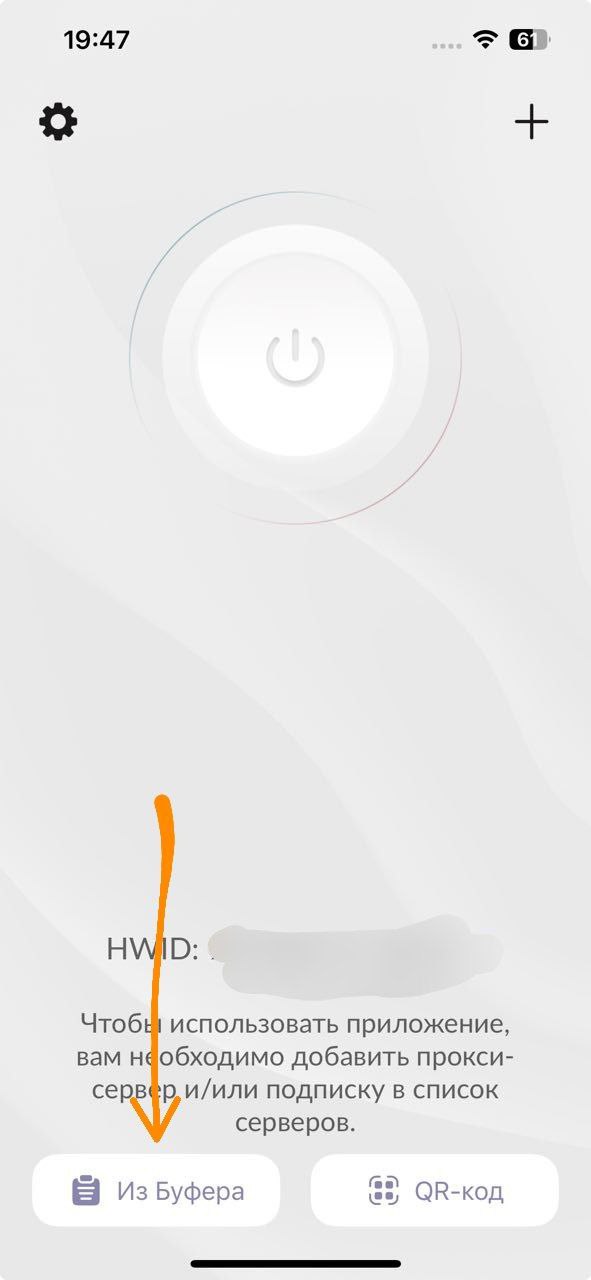 19:47
61
HWID:
Чтобы использовать приложение,
вам необходимо добавить прокси-
сервер и/или подписку в список
серверов.
Из Буфера
QR-код